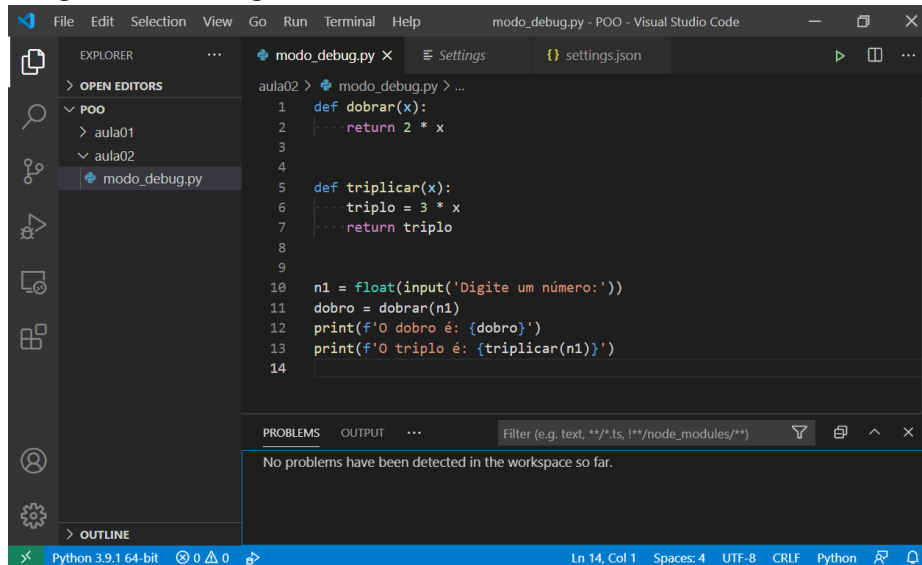 File Edit Selection View Go Run Terminal Help modo_debug.py - POO - Visual Studio Code
EXPLORER ...
modo_debug.py Settings {} settings.json
> OPEN EDITORS
POO
> aula01
aula02
modo_debug.py
> OUTLINE
aula02 > modo_debug.py > ...
1 def dobrar(x):
2 ····return 2 * x
3
4
5 def triplicar(x):
6 ····triplo = 3 * x
7 ····return triplo
8
9
10 n1 = float(input('Digite um número:'))
11 dobro = dobrar(n1)
12 print(f'O dobro é: {dobro}')
13 print(f'O triplo é: {triplicar(n1)}')
14
PROBLEMS OUTPUT ... Filter (e.g. text, **/*.ts, !**/node_modules/**)
No problems have been detected in the workspace so far.
Python 3.9.1 64-bit 0 0 Ln 14, Col 1 Spaces: 4 UTF-8 CRLF Python